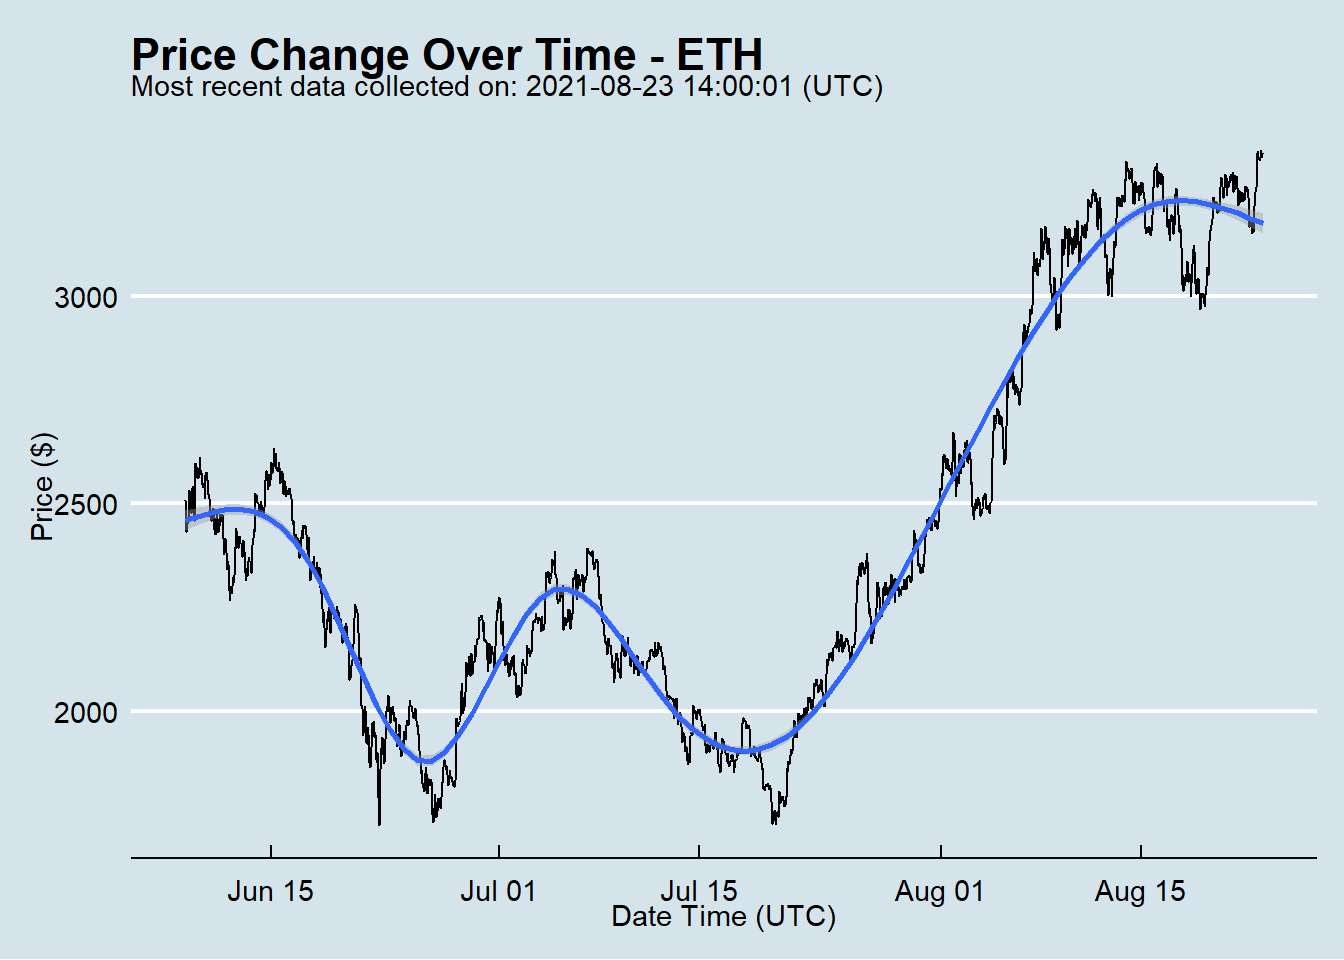 Price Change Over Time - ETH
Most recent data collected on: 2021-08-23 14:00:01 (UTC)
Price ($)
3000
2500
2000
Jun 15 Jul 01 Jul 15 Aug 01 Aug 15
Date Time (UTC)